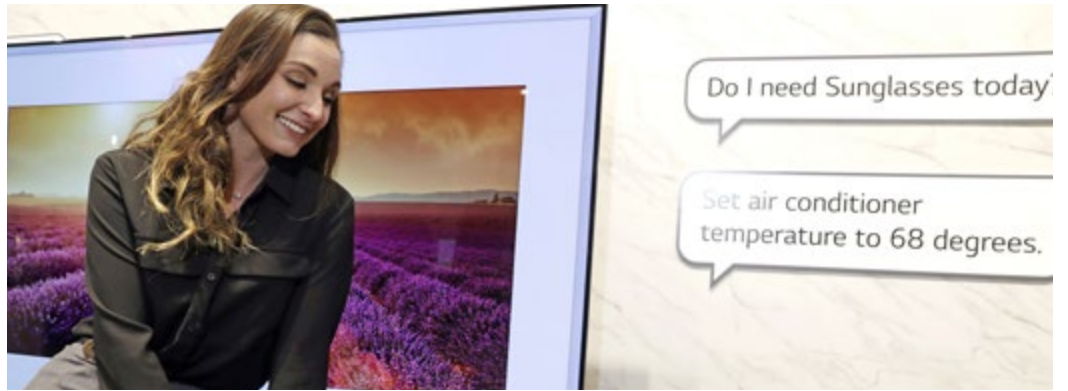 Do I need Sunglasses today?
Set air conditioner
temperature to 68 degrees.